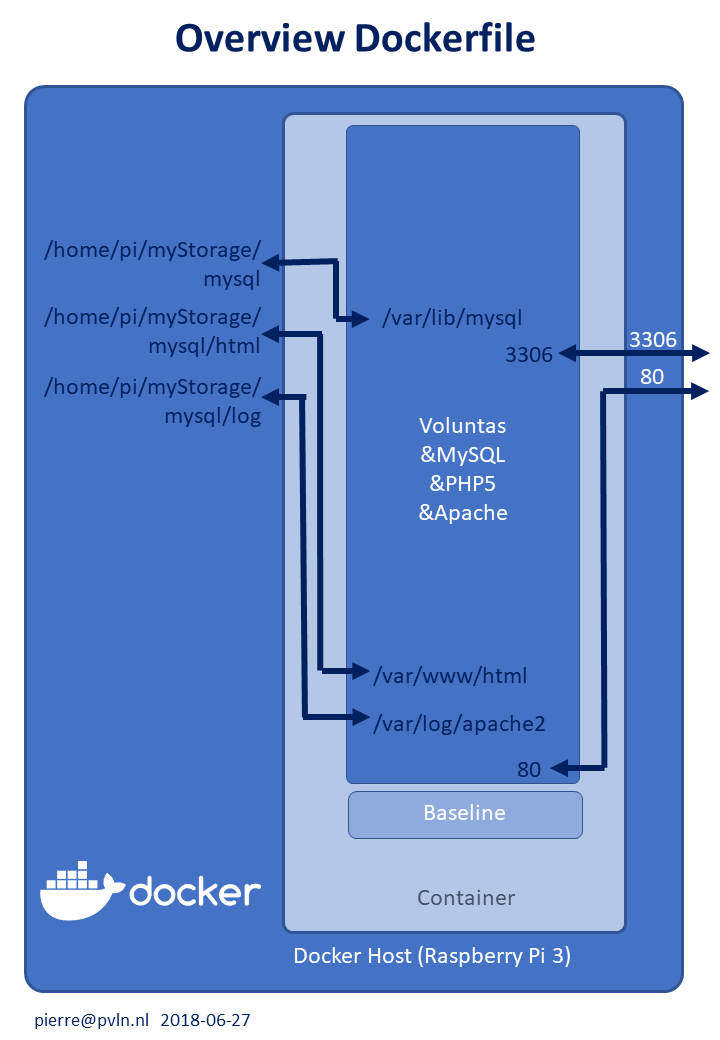 Overview Dockerfile
/home/pi/myStorage/
mysql
/home/pi/myStorage/
mysql/html
/home/pi/myStorage/
mysql/log
/var/lib/mysql
3306
3306
80
Voluntas
&MySQL
&PHP5
&Apache
/var/www/html
/var/log/apache2
80
Baseline
Container
docker
Docker Host (Raspberry Pi 3)
pierre@pvln.nl 2018-06-27